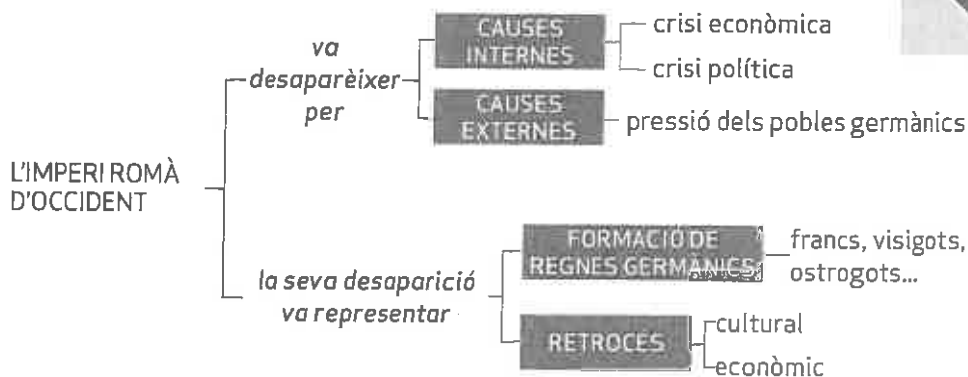 va
desaparèixer
per
CAUSES
INTERNES
crisi econòmica
crisi política
CAUSES
EXTERNES
pressió dels pobles germànics
L'IMPERI ROMÀ
D'OCCIDENT
la seva desaparició
va representar
FORMACIÓ DE
REGNES GERMÀNICS
francs, visigots,
ostrogots...
RETROCÉS
cultural
econòmic